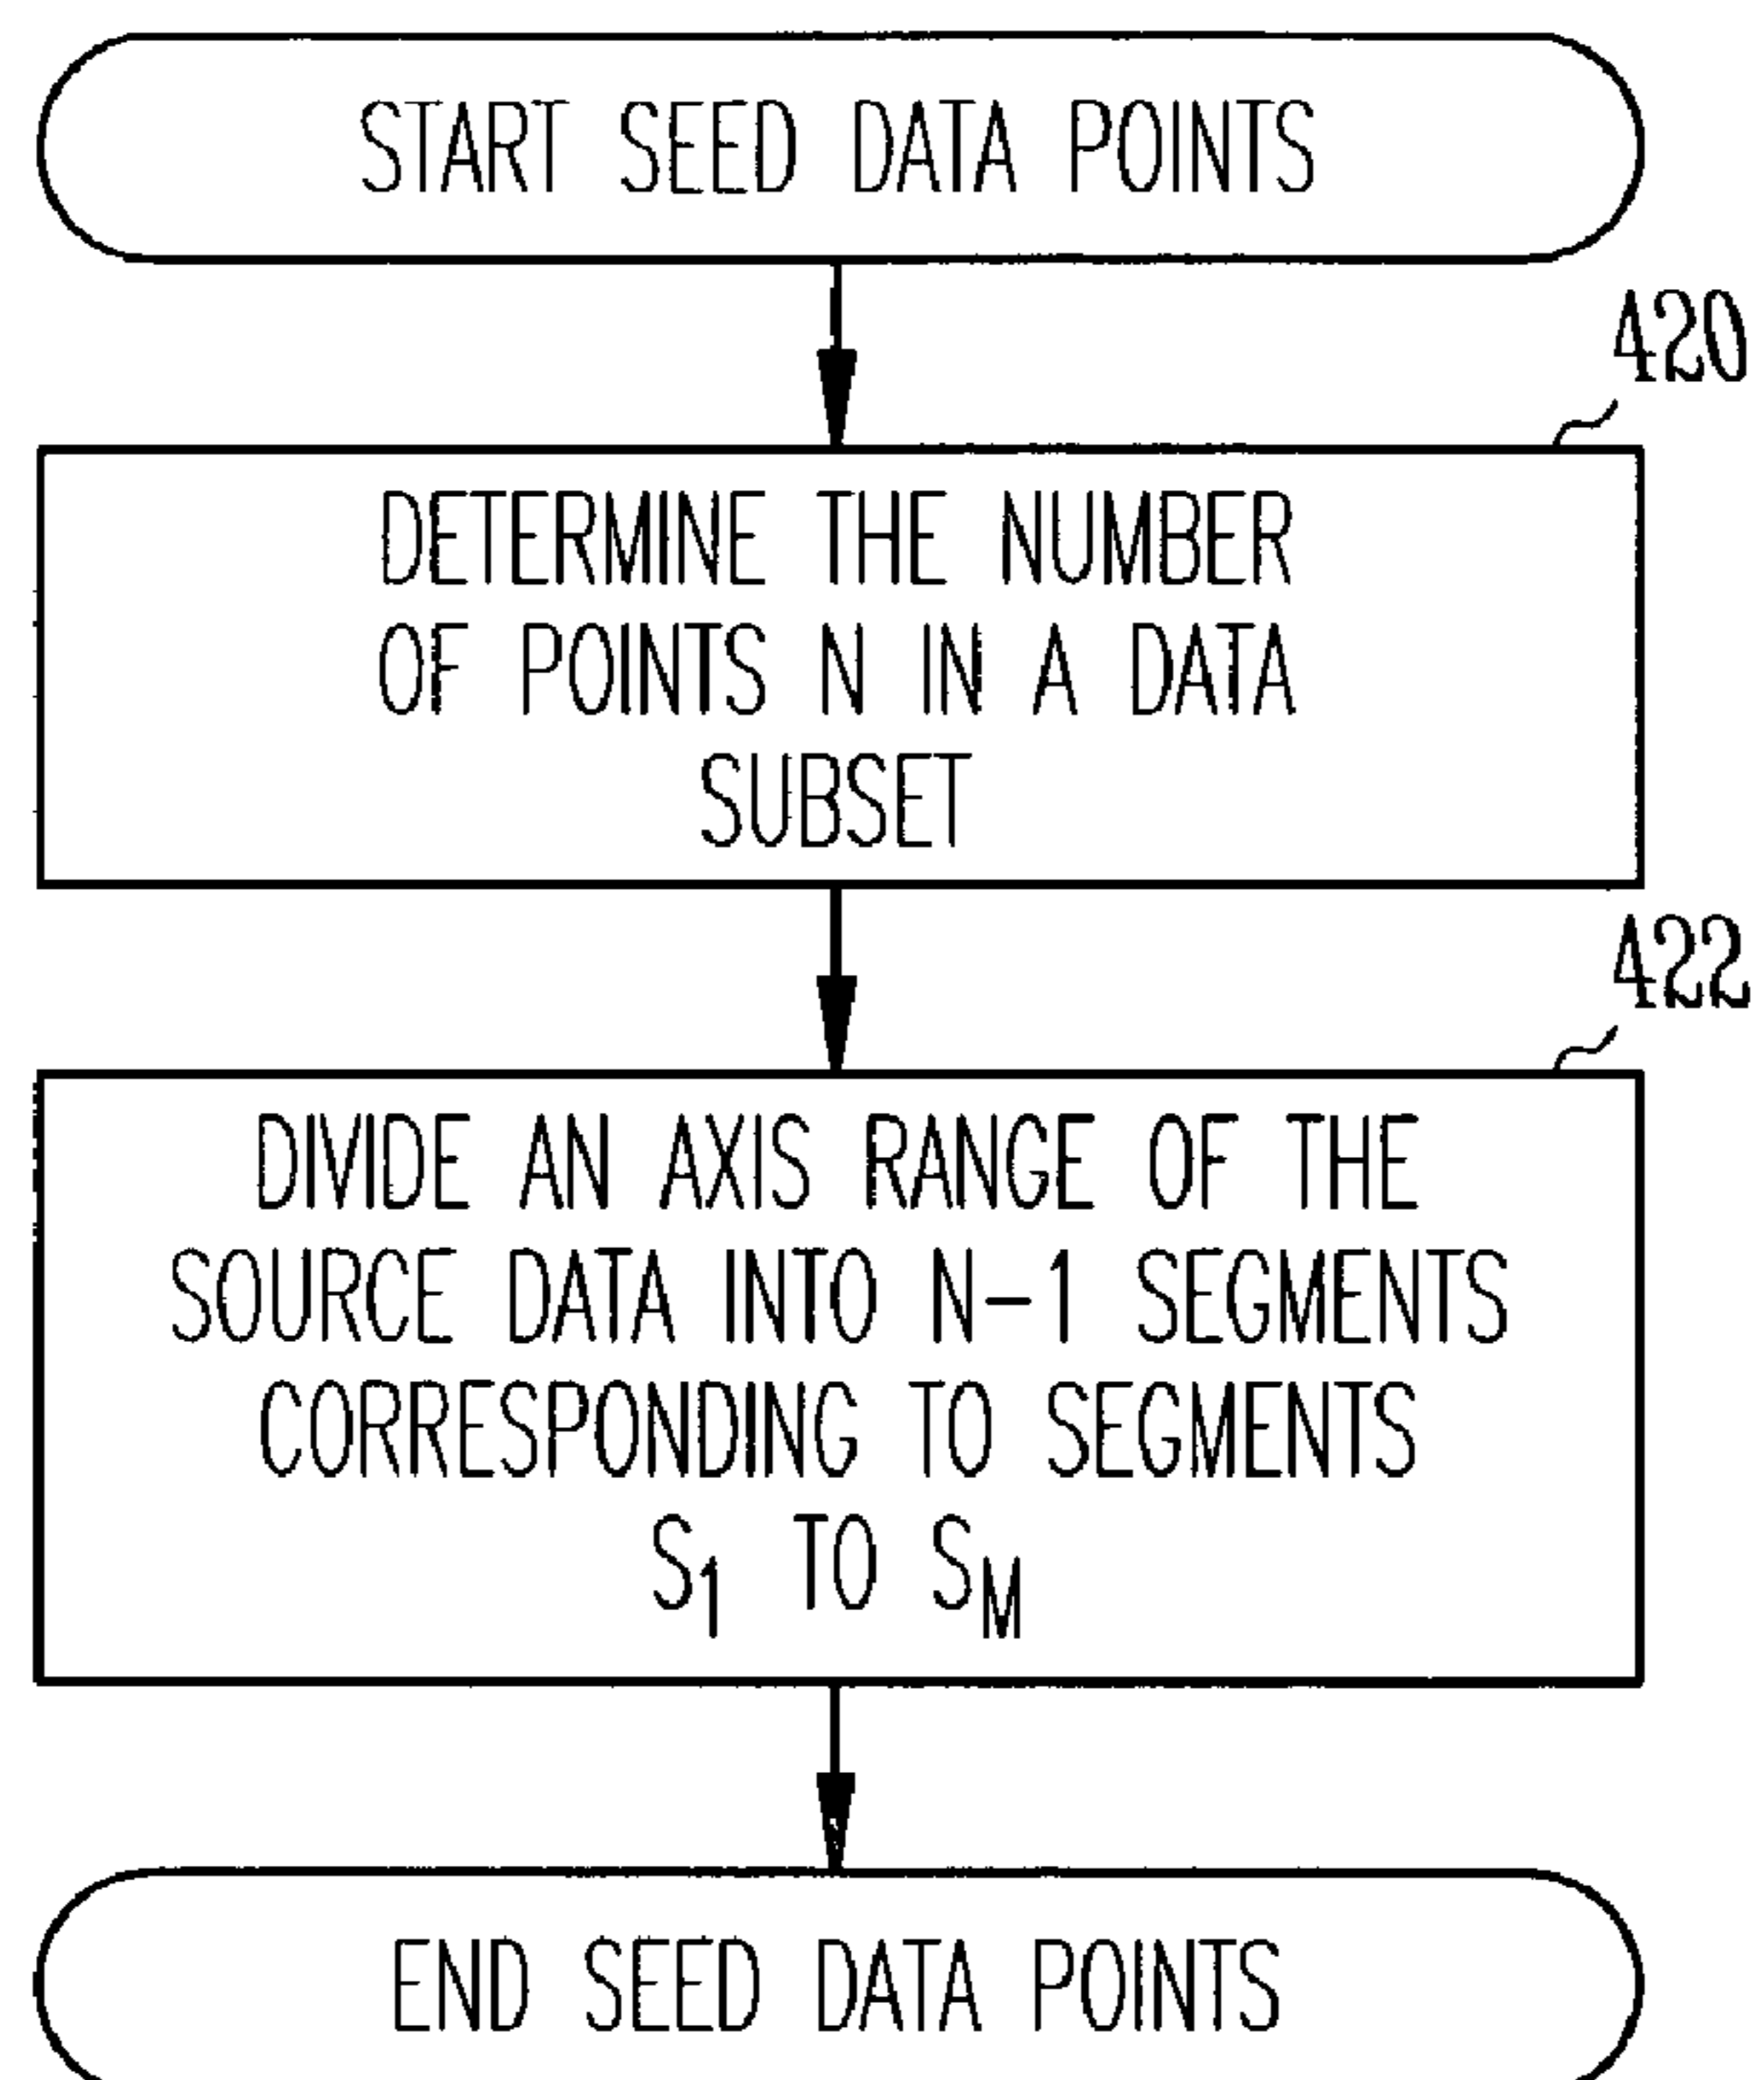 START SEED DATA POINTS
420
DETERMINE THE NUMBER
OF POINTS N IN A DATA
SUBSET
422
DIVIDE AN AXIS RANGE OF THE
SOURCE DATA INTO N-1 SEGMENTS
CORRESPONDING TO SEGMENTS
S₁ TO S_M
END SEED DATA POINTS